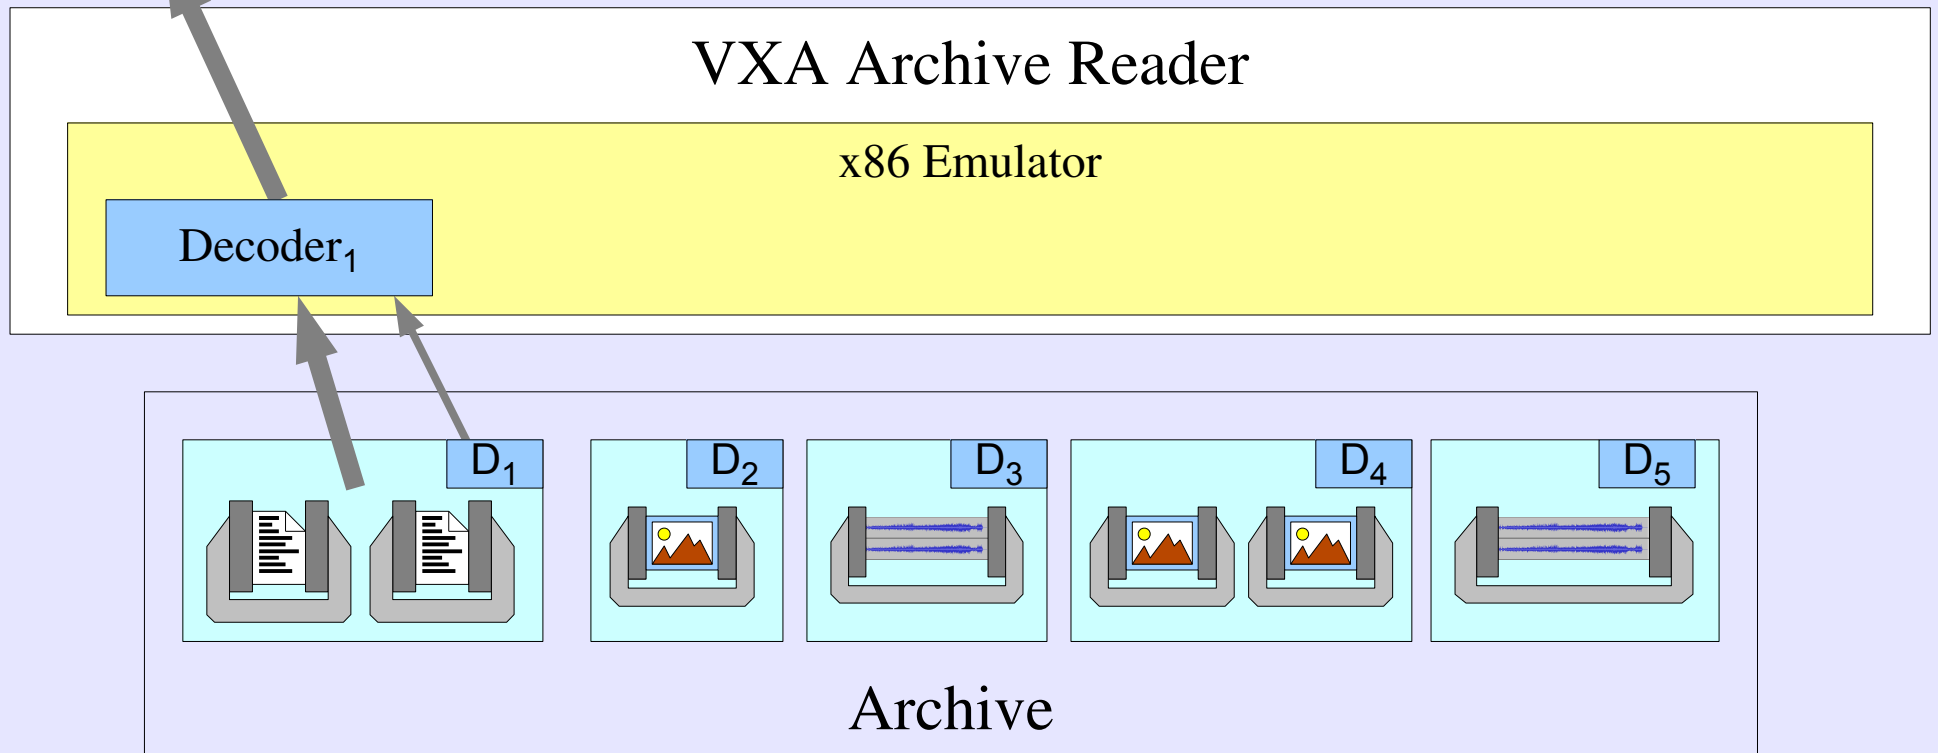 VXA Archive Reader
x86 Emulator
Decoder₁
D₁ D₂ D₃ D₄ D₅
Archive